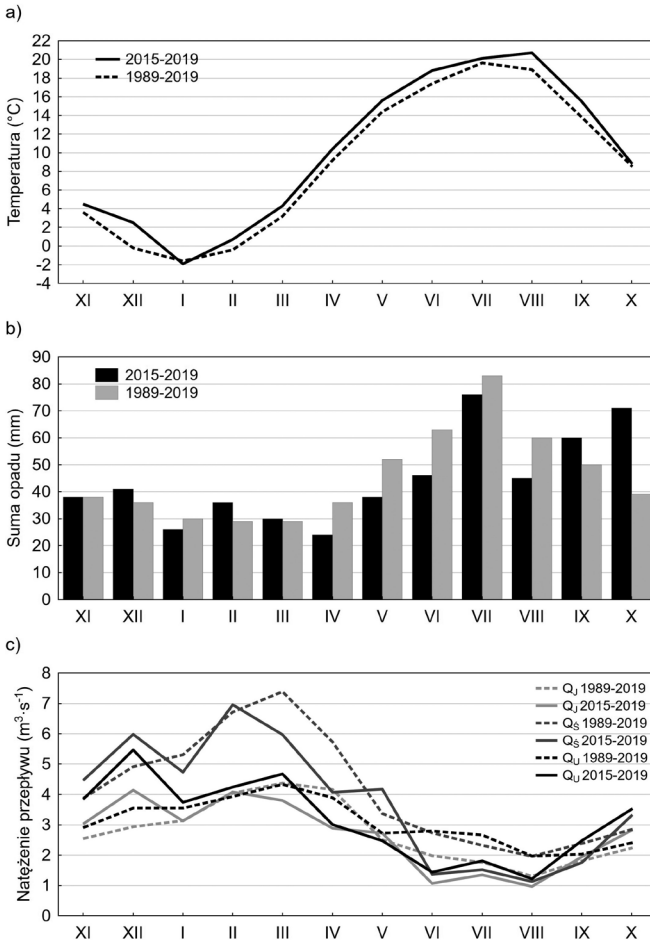 a)
22
20
18
16
14
12
10
8
6
4
2
0
-2
-4
Temperatura (°C)
2015-2019
1989-2019
XI XII I II III IV V VI VII VIII IX X
b)
90
80
70
60
50
40
30
20
10
0
Suma opadu (mm)
2015-2019
1989-2019
XI XII I II III IV V VI VII VIII IX X
c)
8
7
6
5
4
3
2
1
0
Natężenie przepływu (m³·s⁻¹)
QJ 1989-2019
QJ 2015-2019
QŚ 1989-2019
QŚ 2015-2019
QU 1989-2019
QU 2015-2019
XI XII I II III IV V VI VII VIII IX X